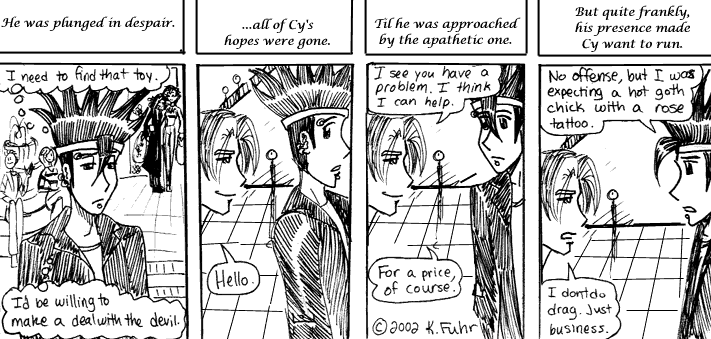 He was plunged in despair.
I need to find that toy.
I'd be willing to
make a deal with the devil.
...all of Cy's
hopes were gone.
Hello.
Til he was approached
by the apathetic one.
I see you have a
problem. I think
I can help.
For a price,
of course.
©2002 K. Fuhr
But quite frankly,
his presence made
Cy want to run.
No offense, but I was
expecting a hot goth
chick with a rose
tattoo.
I dont do
drag. Just
business.